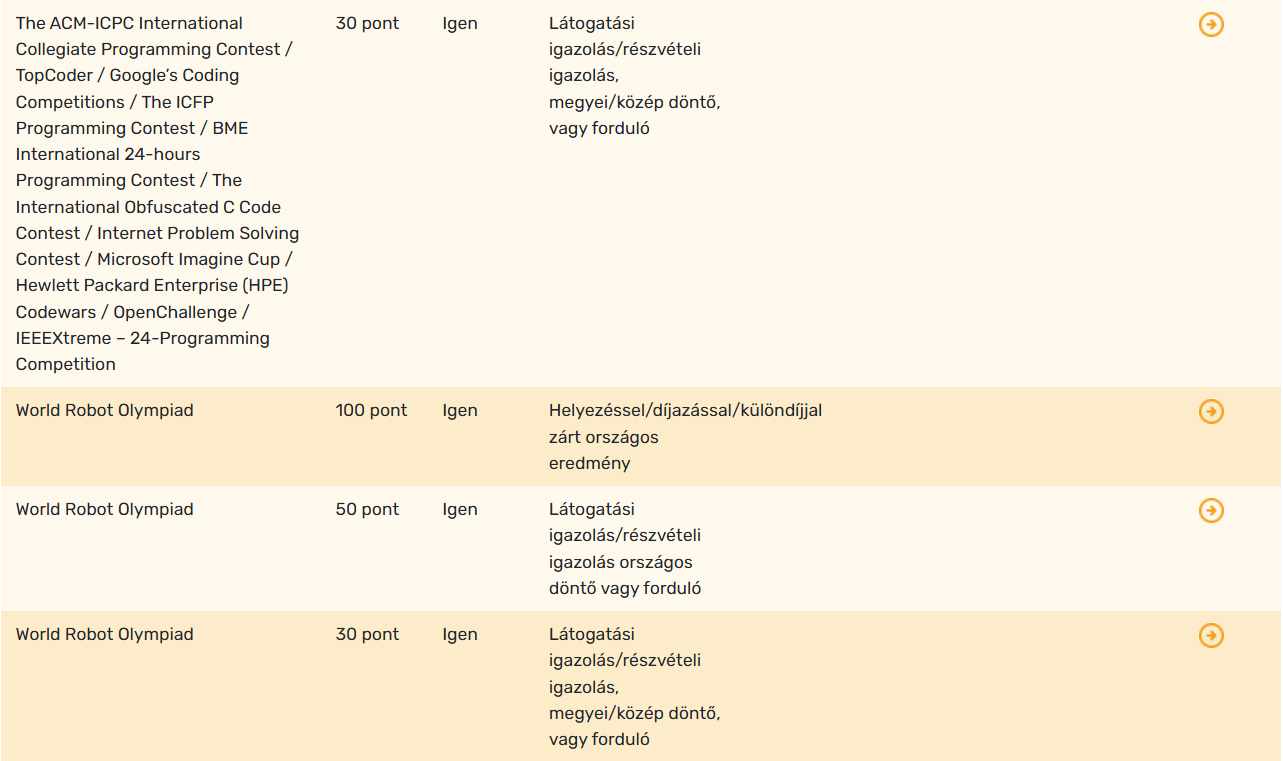 The ACM-ICPC International
Collegiate Programming Contest /
TopCoder / Google’s Coding
Competitions / The ICFP
Programming Contest / BME
International 24-hours
Programming Contest / The
International Obfuscated C Code
Contest / Internet Problem Solving
Contest / Microsoft Imagine Cup /
Hewlett Packard Enterprise (HPE)
Codewars / OpenChallenge /
IEEEXtreme – 24-Programming
Competition
30 pont
Igen
Látogatási
igazolás/részvételi
igazolás,
megyei/közép döntő,
vagy forduló
World Robot Olympiad
100 pont
Igen
Helyezéssel/díjazással/különdíjjal
zárt országos
eredmény
World Robot Olympiad
50 pont
Igen
Látogatási
igazolás/részvételi
igazolás országos
döntő vagy forduló
World Robot Olympiad
30 pont
Igen
Látogatási
igazolás/részvételi
igazolás,
megyei/közép döntő,
vagy forduló